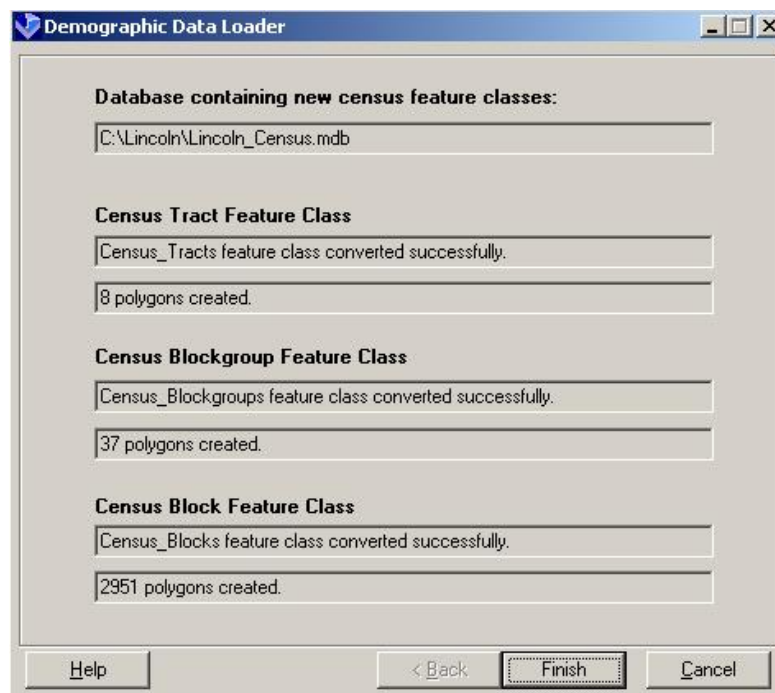 Demographic Data Loader
Database containing new census feature classes:
C:\Lincoln\Lincoln_Census.mdb
Census Tract Feature Class
Census_Tracts feature class converted successfully.
8 polygons created.
Census Blockgroup Feature Class
Census_Blockgroups feature class converted successfully.
37 polygons created.
Census Block Feature Class
Census_Blocks feature class converted successfully.
2951 polygons created.
Help < Back Finish Cancel